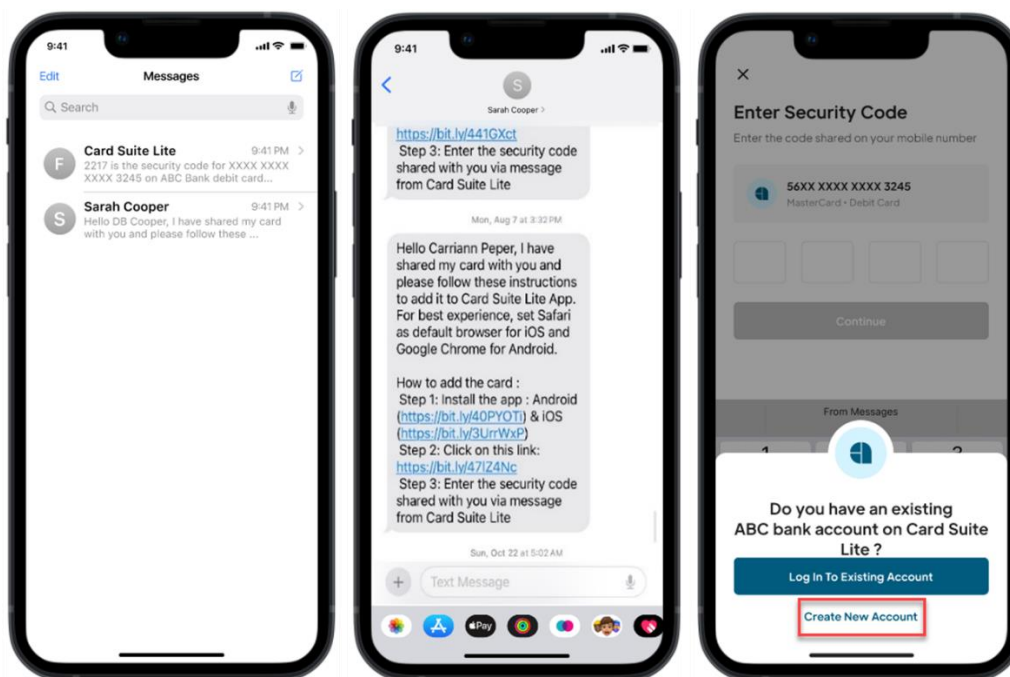 9:41
Edit
Messages
Search
F
Card Suite Lite
9:41 PM
2217 is the security code for XXXX XXXX
XXXX 3245 on ABC Bank debit card...
S
Sarah Cooper
9:41 PM
Hello DB Cooper, I have shared my card
with you and please follow these ...
9:41
S
Sarah Cooper >
https://bit.ly/441GXct
Step 3: Enter the security code
shared with you via message
from Card Suite Lite
Mon, Aug 7 at 3:32 PM
Hello Carriann Peper, I have
shared my card with you and
please follow these instructions
to add it to Card Suite Lite App.
For best experience, set Safari
as default browser for iOS and
Google Chrome for Android.
How to add the card :
Step 1: Install the app : Android
(https://bit.ly/40PYOTi) & iOS
(https://bit.ly/3UrrWxP)
Step 2: Click on this link:
https://bit.ly/47lZ4Nc
Step 3: Enter the security code
shared with you via message
from Card Suite Lite
Sun, Oct 22 at 5:02 AM
Text Message
Pay
Enter Security Code
Enter the code shared on your mobile number
56XX XXXX XXXX 3245
MasterCard • Debit Card
Continue
From Messages
Do you have an existing
ABC bank account on Card Suite
Lite ?
Log In To Existing Account
Create New Account